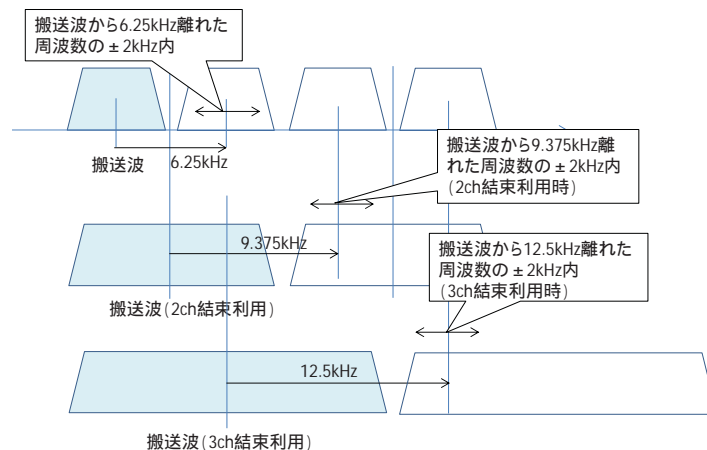 搬送波から6.25kHz離れた
周波数の±2kHz内
搬送波
6.25kHz
搬送波から9.375kHz離
れた周波数の±2kHz内
(2ch結束利用時)
9.375kHz
搬送波から12.5kHz離れた
周波数の±2kHz内
(3ch結束利用時)
搬送波(2ch結束利用)
12.5kHz
搬送波(3ch結束利用)